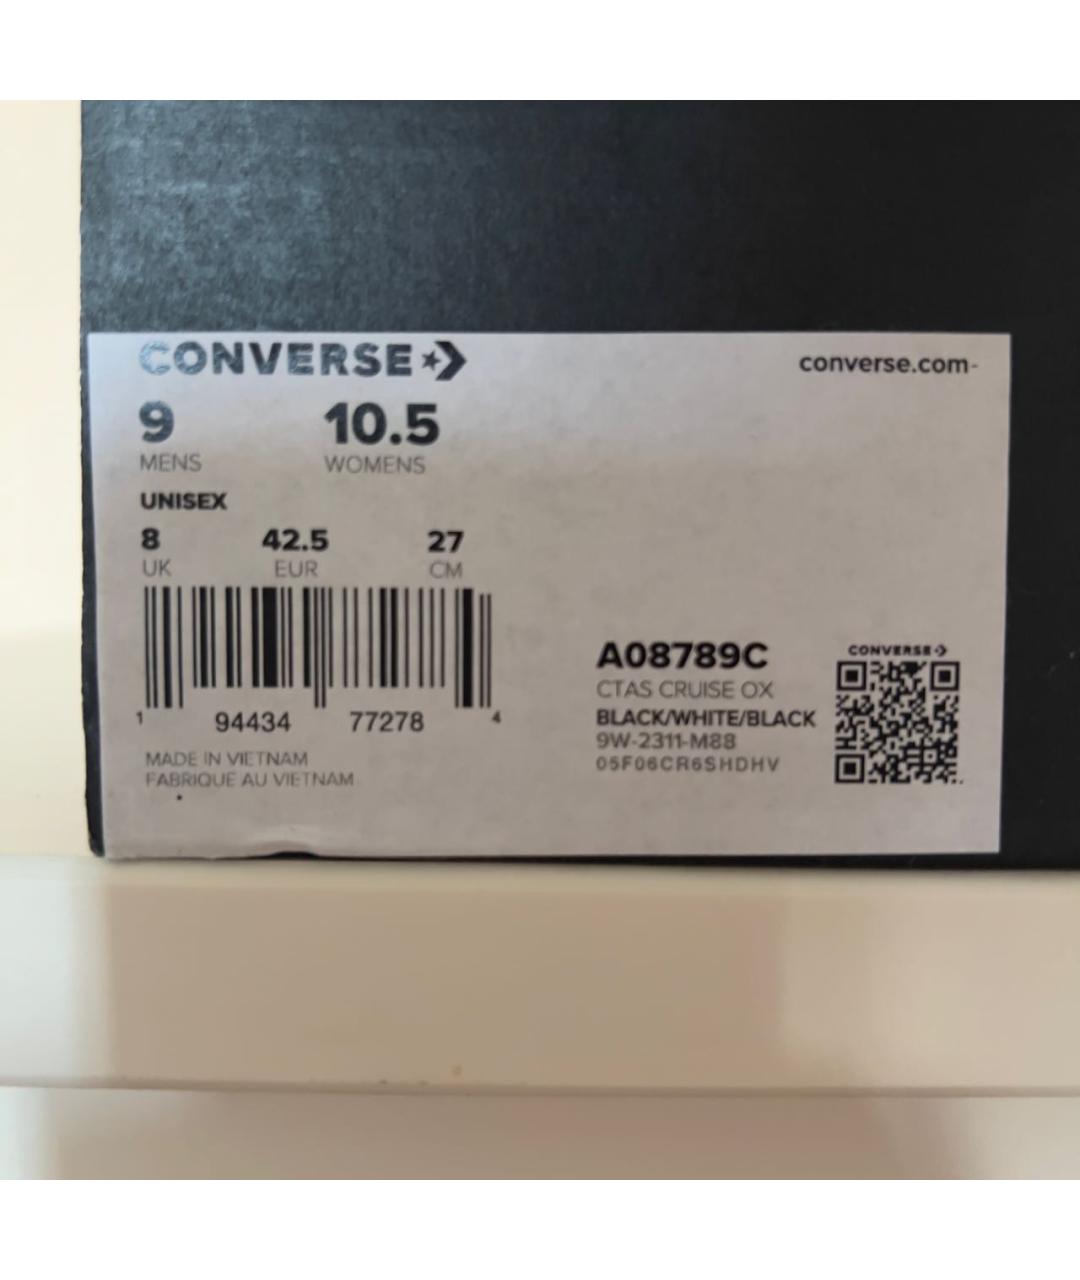 CONVERSE
converse.com
9 10.5
MENS WOMENS
UNISEX
8 42.5 27
UK EUR CM
1 94434 77278 4
MADE IN VIETNAM
FABRIQUE AU VIETNAM
A08789C
CTAS CRUISE OX
BLACK/WHITE/BLACK
9W-2311-M88
05F06CR6SHDHV
CONVERSE